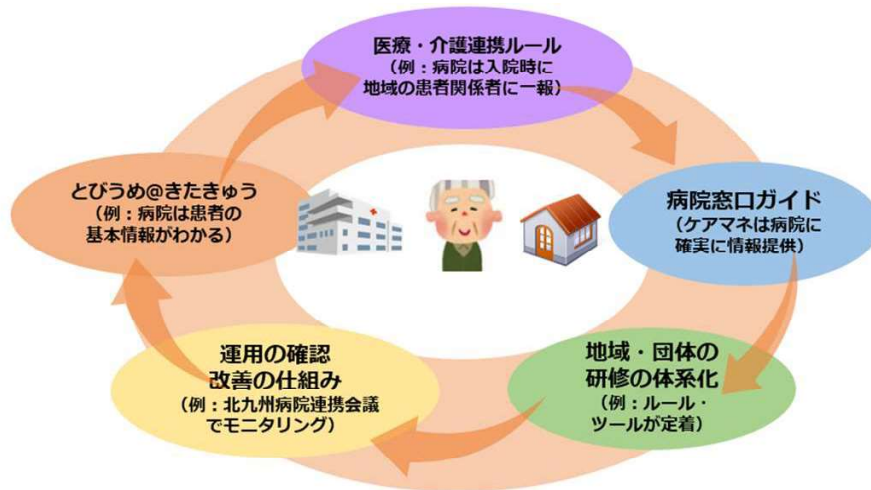 医療・介護連携ルール
（例：病院は入院時に
地域の患者関係者に一報）
とびうめ@きたきゅう
（例：病院は患者の
基本情報がわかる）
病院窓口ガイド
（ケアマネは病院に
確実に情報提供）
運用の確認
改善の仕組み
（例：北九州病院連携会議
でモニタリング）
地域・団体の
研修の体系化
（例：ルール・
ツールが定着）